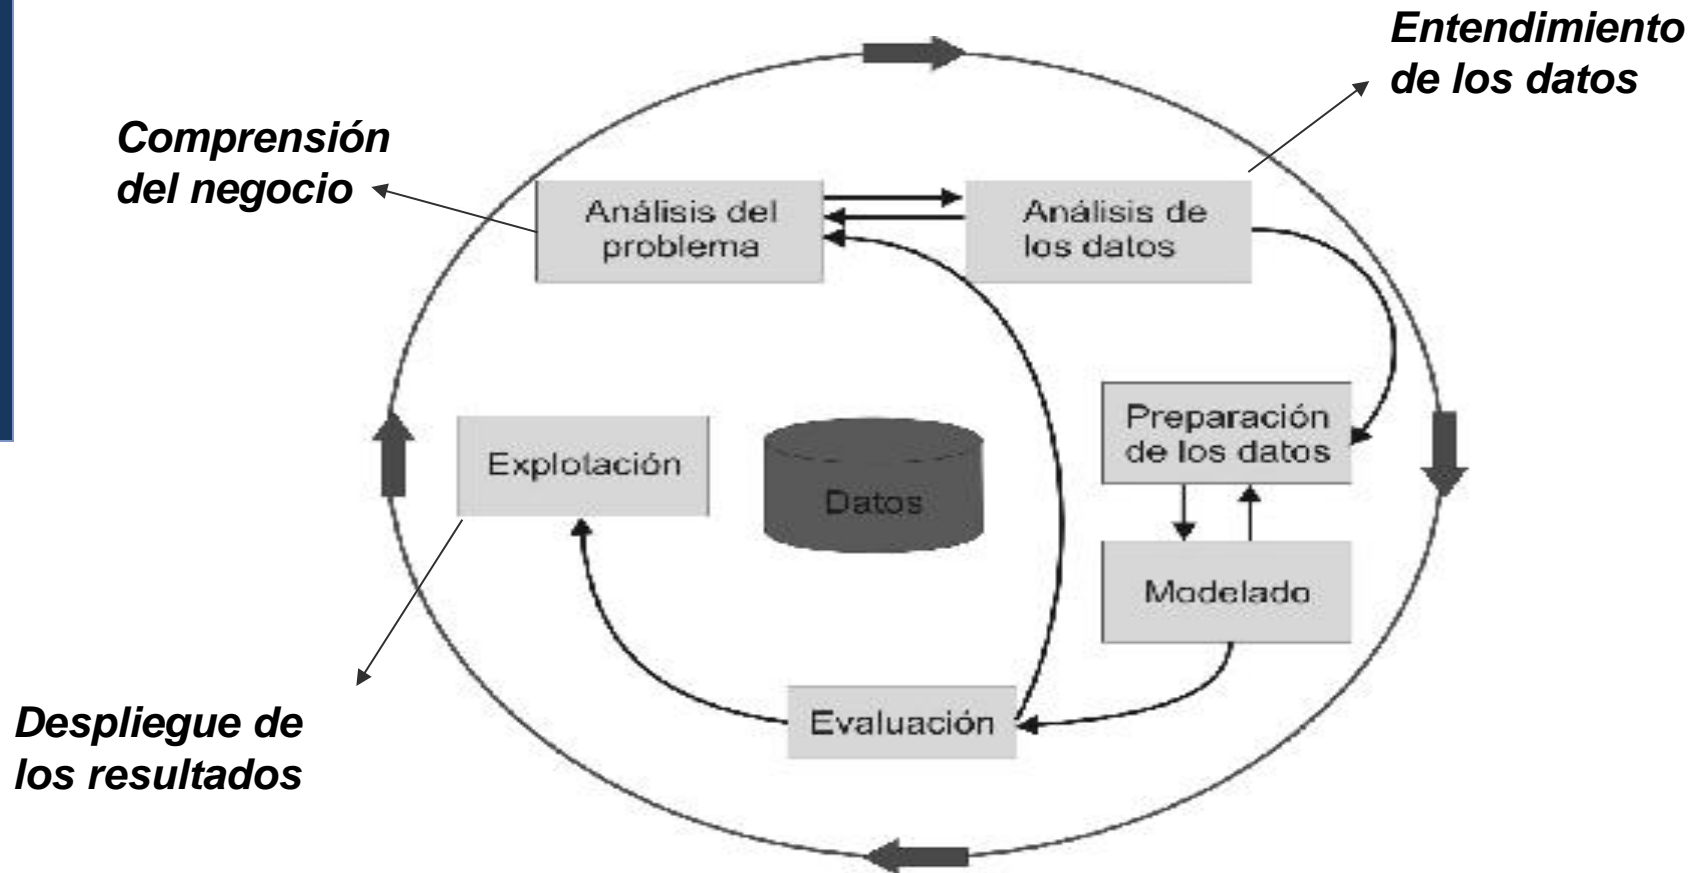 Entendimiento
de los datos
Comprensión
del negocio
Análisis del
problema
Análisis de
los datos
Preparación
de los datos
Explotación
Datos
Modelado
Evaluación
Despliegue de
los resultados